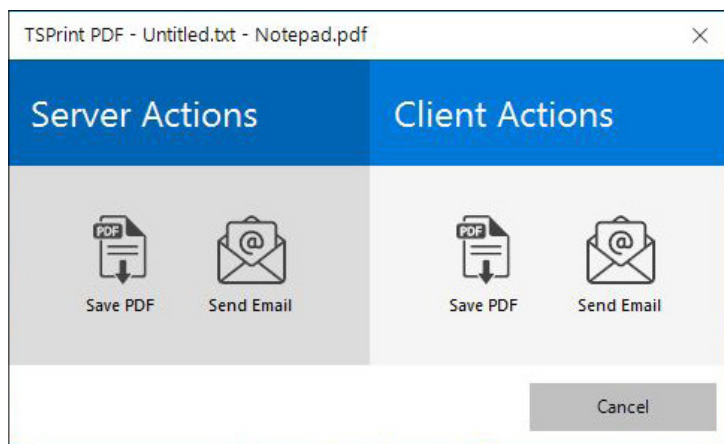 TSPrint PDF - Untitled.txt - Notepad.pdf
Server Actions
Client Actions
PDF
@
PDF
@
Save PDF
Send Email
Save PDF
Send Email
Cancel